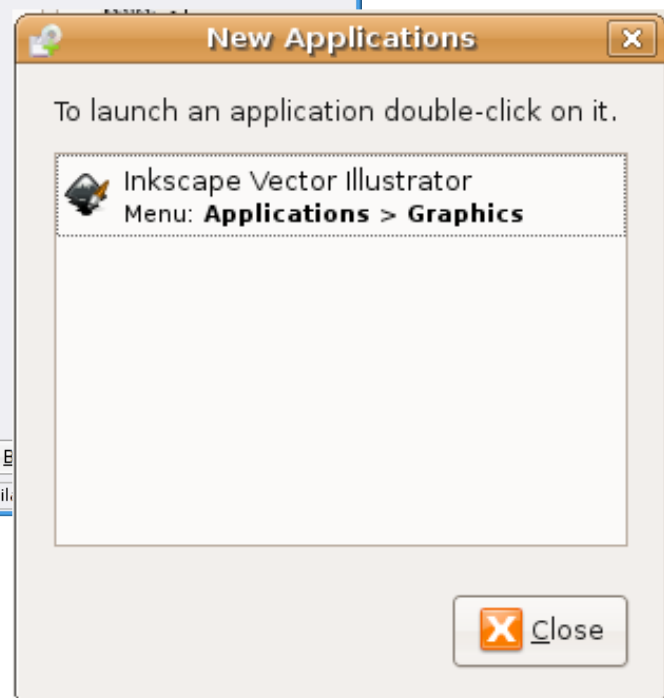 New Applications
To launch an application double-click on it.
Inkscape Vector Illustrator
Menu: Applications > Graphics
B
Close